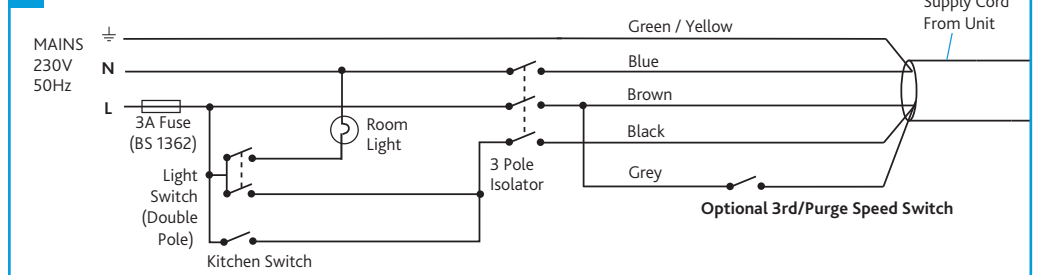 Supply Cord
From Unit
Green / Yellow
MAINS
230V
50Hz
N
Blue
L
Brown
3A Fuse
(BS 1362)
Room
Light
Black
3 Pole
Isolator
Light
Switch
(Double
Pole)
Grey
Optional 3rd/Purge Speed Switch
Kitchen Switch